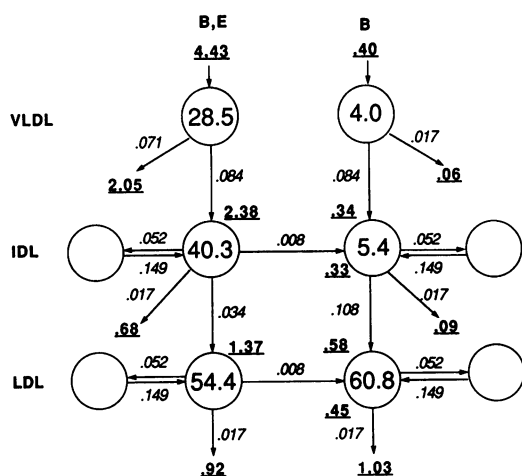 B,E B
4.43 .40
VLDL 28.5 4.0
.071 .017
2.05 .084 .084 .06
2.38 .34
IDL .052 .149 40.3 .008 5.4 .052 .149
.33
.017 .017
.68 .034 .108 .09
1.37 .58
LDL .052 .149 54.4 .008 60.8 .052 .149
.45
.017 .017
.92 1.03